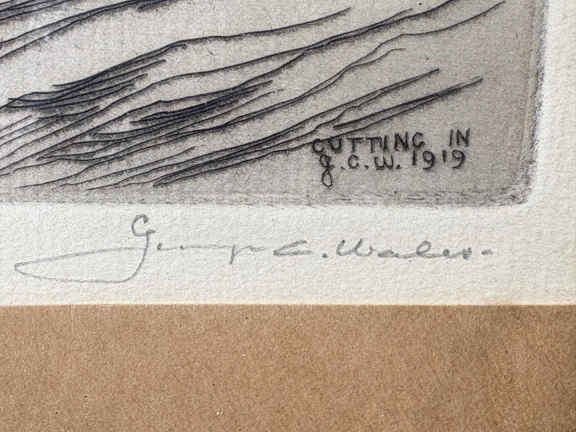 CUTTING IN
G.C.W. 1919
George C. Wales.